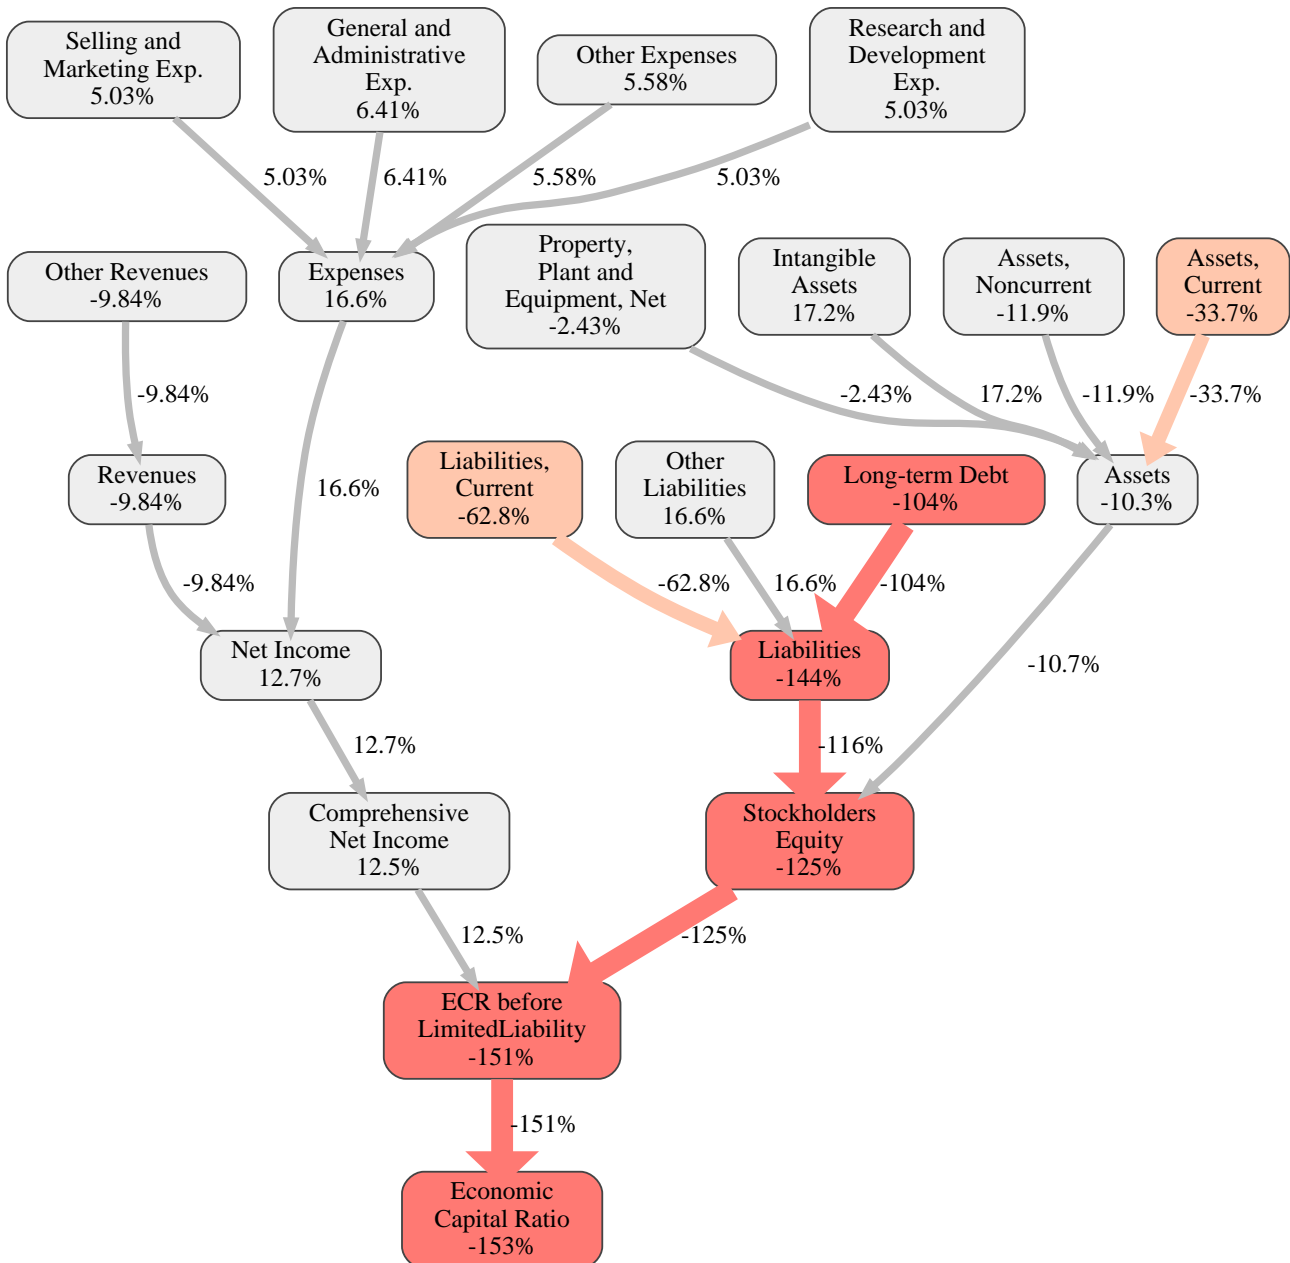 Selling and
Marketing Exp.
5.03%
General and
Administrative
Exp.
6.41%
Other Expenses
5.58%
Research and
Development
Exp.
5.03%
5.03%
6.41%
5.58%
5.03%
Other Revenues
-9.84%
Expenses
16.6%
Property,
Plant and
Equipment, Net
-2.43%
Intangible
Assets
17.2%
Assets,
Noncurrent
-11.9%
Assets,
Current
-33.7%
-9.84%
-2.43%
17.2%
-11.9%
-33.7%
Revenues
-9.84%
16.6%
Liabilities,
Current
-62.8%
Other
Liabilities
16.6%
Long-term Debt
-104%
Assets
-10.3%
-9.84%
-62.8%
16.6%
-104%
Net Income
12.7%
Liabilities
-144%
-10.7%
12.7%
-116%
Comprehensive
Net Income
12.5%
Stockholders
Equity
-125%
12.5%
-125%
ECR before
LimitedLiability
-151%
-151%
Economic
Capital Ratio
-153%